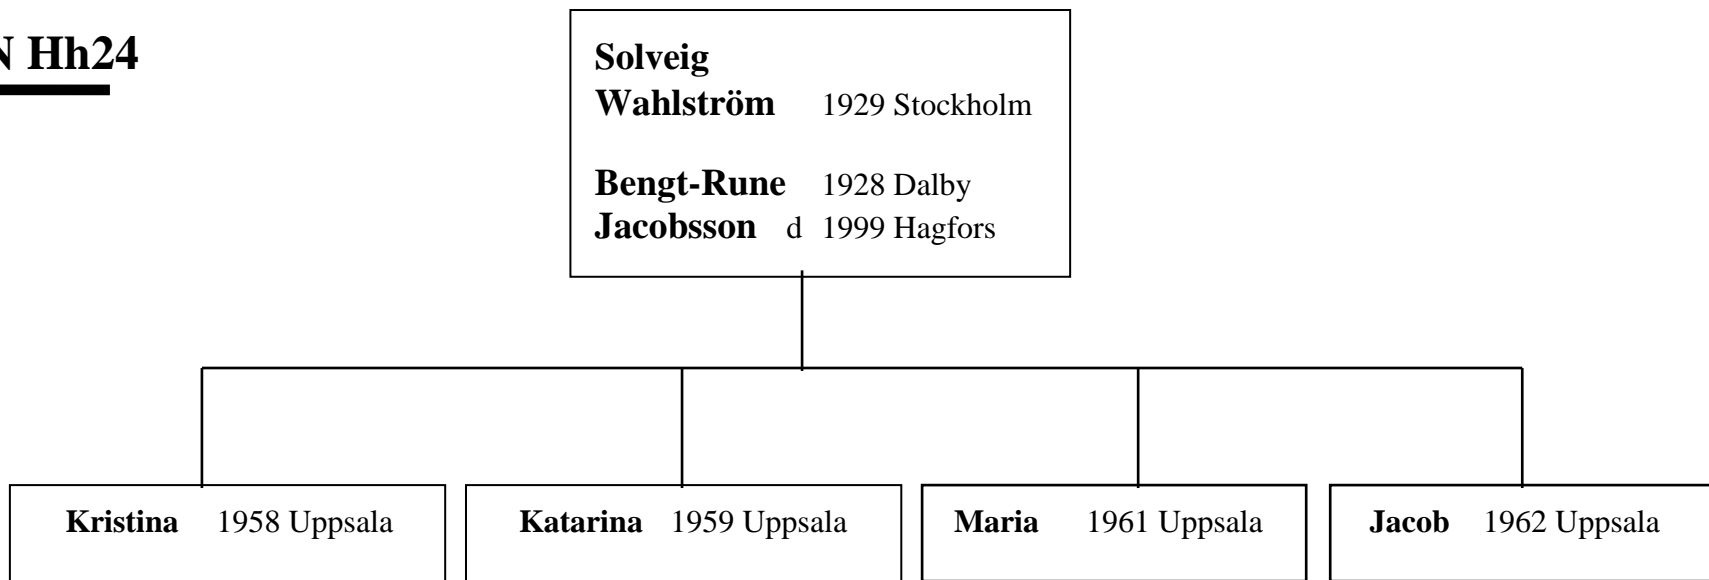 N Hh24
Solveig
Wahlström 1929 Stockholm
Bengt-Rune 1928 Dalby
Jacobsson d 1999 Hagfors
Kristina 1958 Uppsala
Katarina 1959 Uppsala
Maria 1961 Uppsala
Jacob 1962 Uppsala